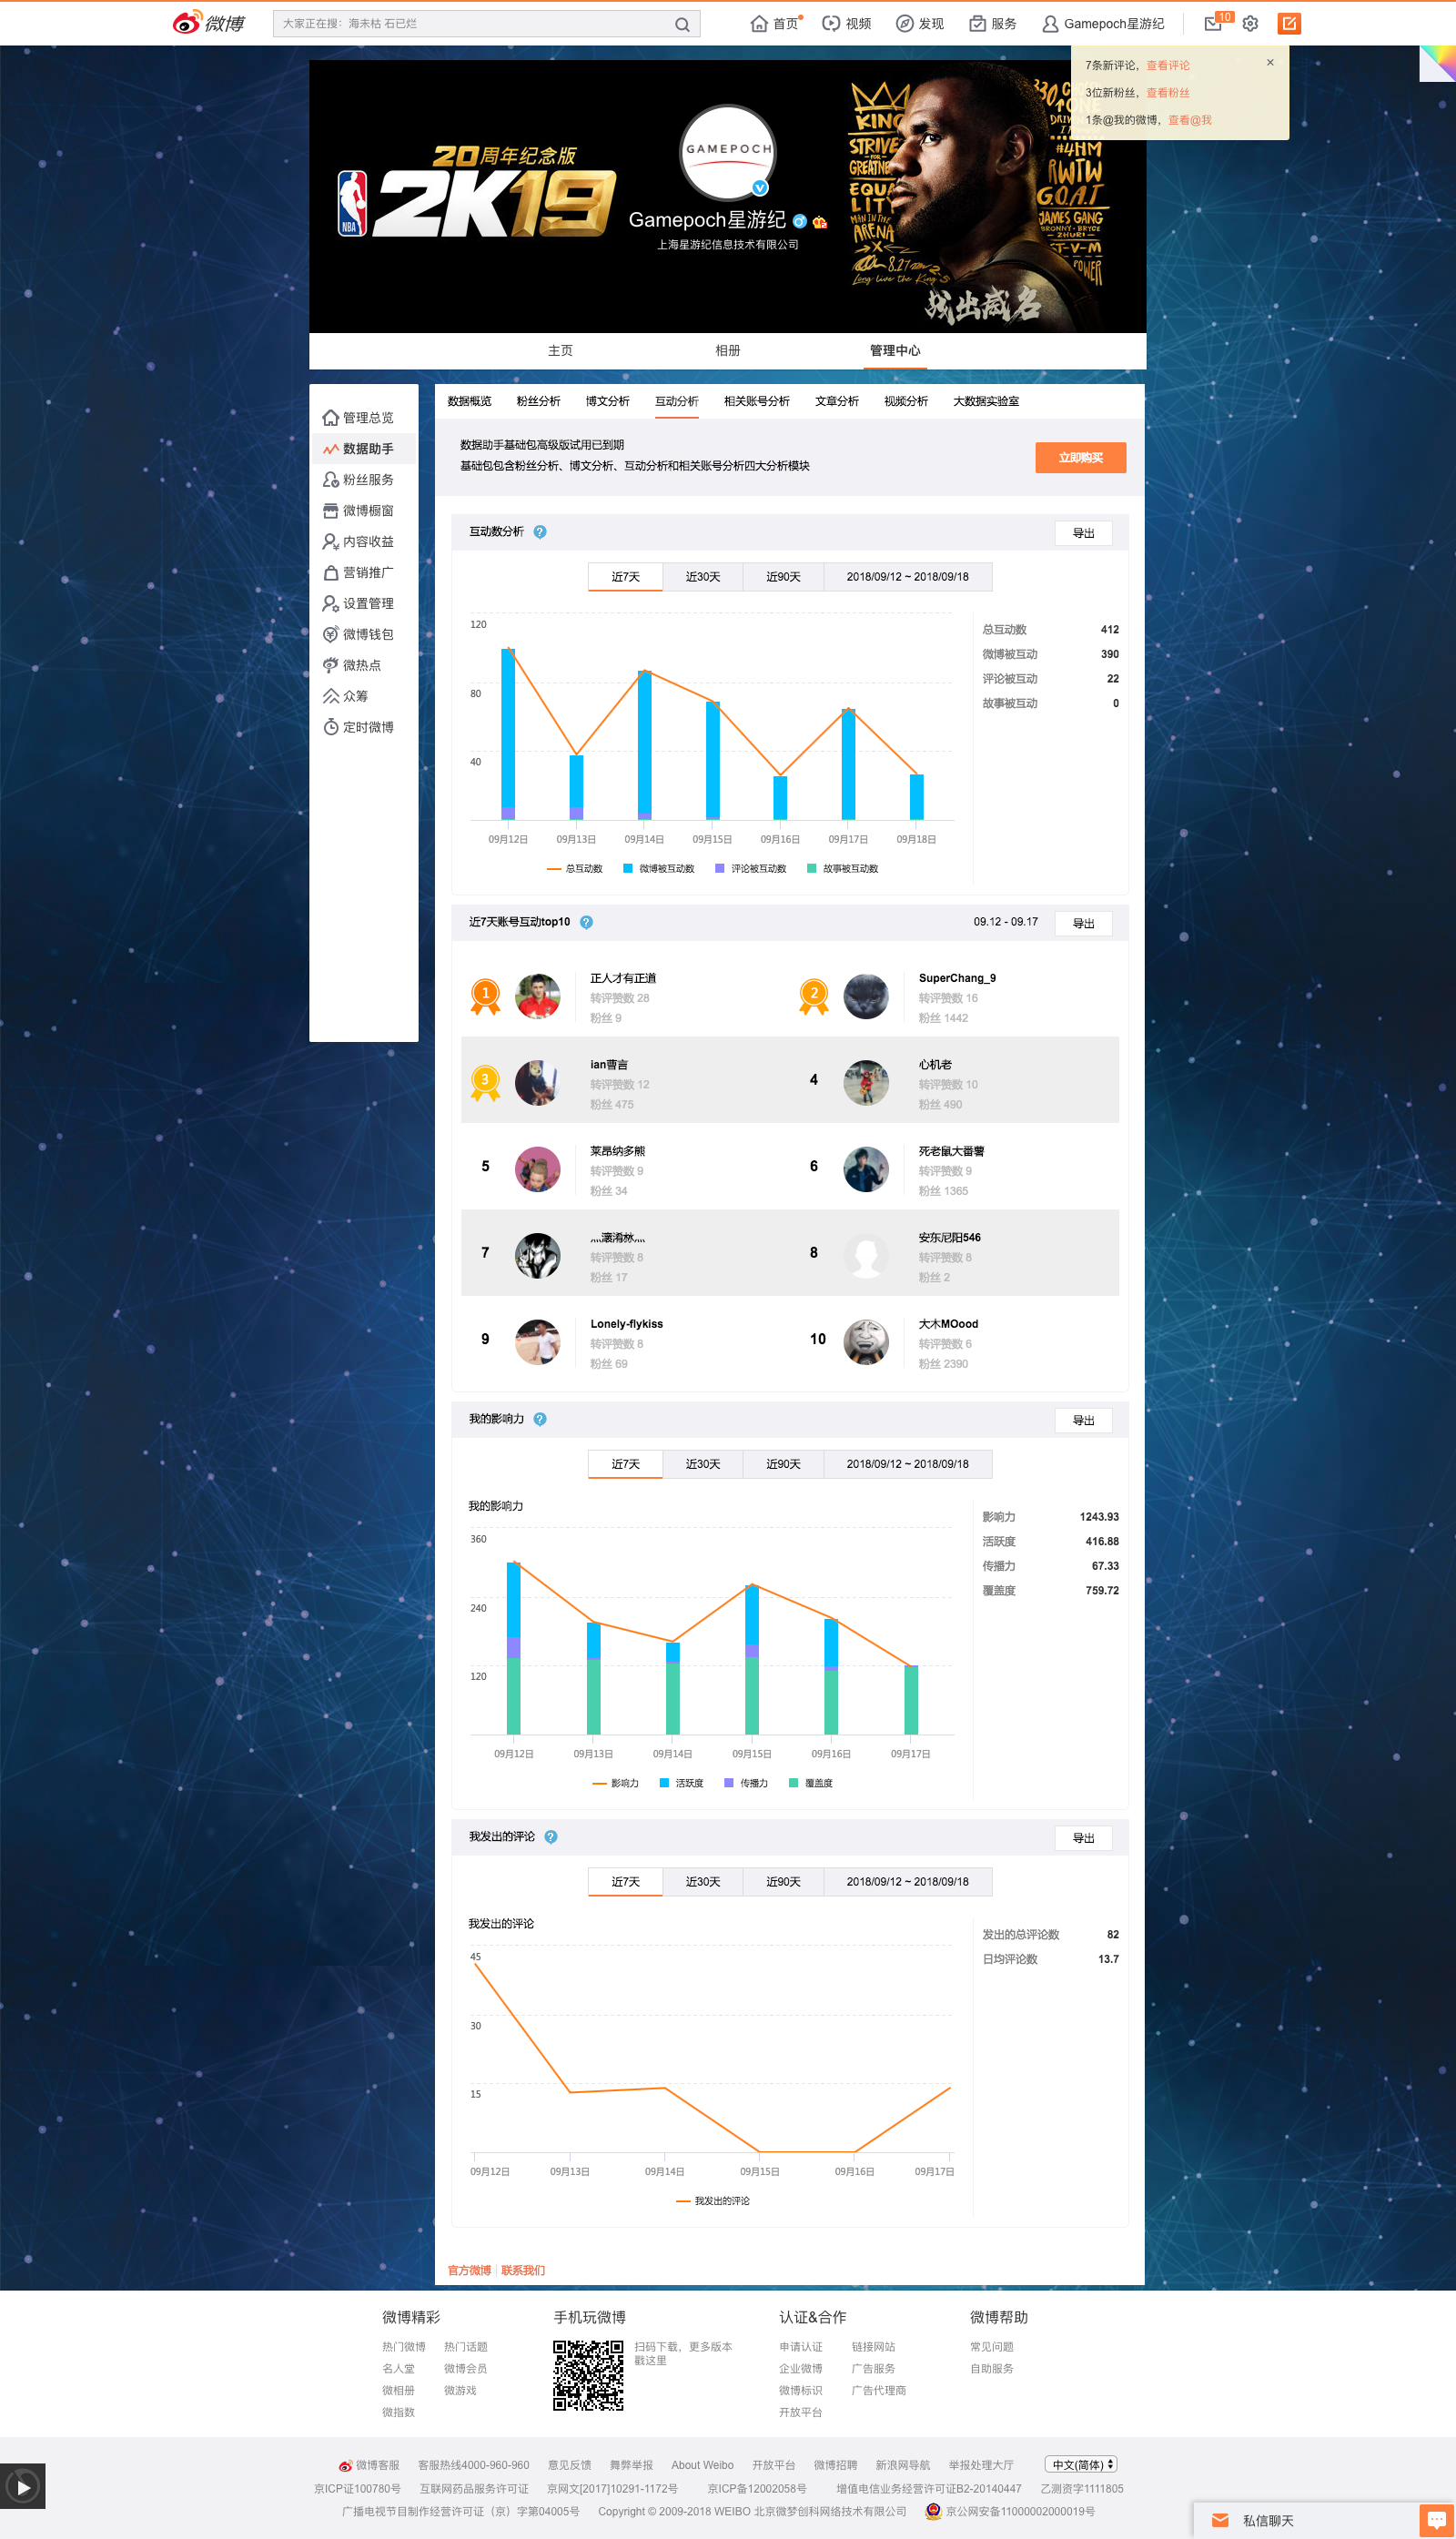 微博
大家正在搜：海未枯 石已烂
首页
视频
发现
服务
Gamepoch星游纪
10
7条新评论，查看评论
3位新粉丝，查看粉丝
1条@我的微博，查看@我
20周年纪念版
NBA
2K19
GAMEPOCH
Gamepoch星游纪
上海星游纪信息技术有限公司
KING
STRIVE
FOR
GREATNESS
EQUALITY
MAN IN THE
ARENA
8.27
Long live the King
330,000
#4HM
RWTW
G.O.A.T
JAMES GANG
BRONNY · BRYCE
ZHURI
S·T·V·M
找出威名
主页
相册
管理中心
管理总览
数据助手
粉丝服务
微博橱窗
内容收益
营销推广
设置管理
微博钱包
微热点
众筹
定时微博
数据概览 粉丝分析 博文分析 互动分析 相关账号分析 文章分析 视频分析 大数据实验室
数据助手基础包高级版试用已到期
基础包包含粉丝分析、博文分析、互动分析和相关账号分析四大分析模块
立即购买
互动数分析
导出
近7天 近30天 近90天 2018/09/12 ~ 2018/09/18
120
80
40
09月12日 09月13日 09月14日 09月15日 09月16日 09月17日 09月18日
总互动数 微博被互动数 评论被互动数 故事被互动数
总互动数 412
微博被互动 390
评论被互动 22
故事被互动 0
近7天账号互动top10
09.12 - 09.17
导出
1
正人才有正道
转评赞数 28
粉丝 9
2
SuperChang_9
转评赞数 16
粉丝 1442
3
ian曹言
转评赞数 12
粉丝 475
4
心机老
转评赞数 10
粉丝 490
5
莱昂纳多熊
转评赞数 9
粉丝 34
6
死老鼠大番薯
转评赞数 9
粉丝 1365
7
转评赞数 8
粉丝 17
8
安东尼阳546
转评赞数 8
粉丝 2
9
Lonely-flykiss
转评赞数 8
粉丝 69
10
大木MOood
转评赞数 6
粉丝 2390
我的影响力
导出
近7天 近30天 近90天 2018/09/12 ~ 2018/09/18
我的影响力
360
240
120
09月12日 09月13日 09月14日 09月15日 09月16日 09月17日
影响力 活跃度 传播力 覆盖度
影响力 1243.93
活跃度 416.88
传播力 67.33
覆盖度 759.72
我发出的评论
导出
近7天 近30天 近90天 2018/09/12 ~ 2018/09/18
我发出的评论
45
30
15
09月12日 09月13日 09月14日 09月15日 09月16日 09月17日
我发出的评论
发出的总评论数 82
日均评论数 13.7
官方微博 联系我们
微博精彩
热门微博 热门话题
名人堂 微博会员
微相册 微游戏
微指数
手机玩微博
扫码下载，更多版本
戳这里
认证&合作
申请认证 链接网站
企业微博 广告服务
微博标识 广告代理商
开放平台
微博帮助
常见问题
自助服务
微博客服 客服热线4000-960-960 意见反馈 舞弊举报 About Weibo 开放平台 微博招聘 新浪网导航 举报处理大厅 中文(简体)
京ICP证100780号 互联网药品服务许可证 京网文[2017]10291-1172号 京ICP备12002058号 增值电信业务经营许可证B2-20140447 乙测资字1111805
广播电视节目制作经营许可证（京）字第04005号 Copyright © 2009-2018 WEIBO 北京微梦创科网络技术有限公司 京公网安备11000002000019号
私信聊天